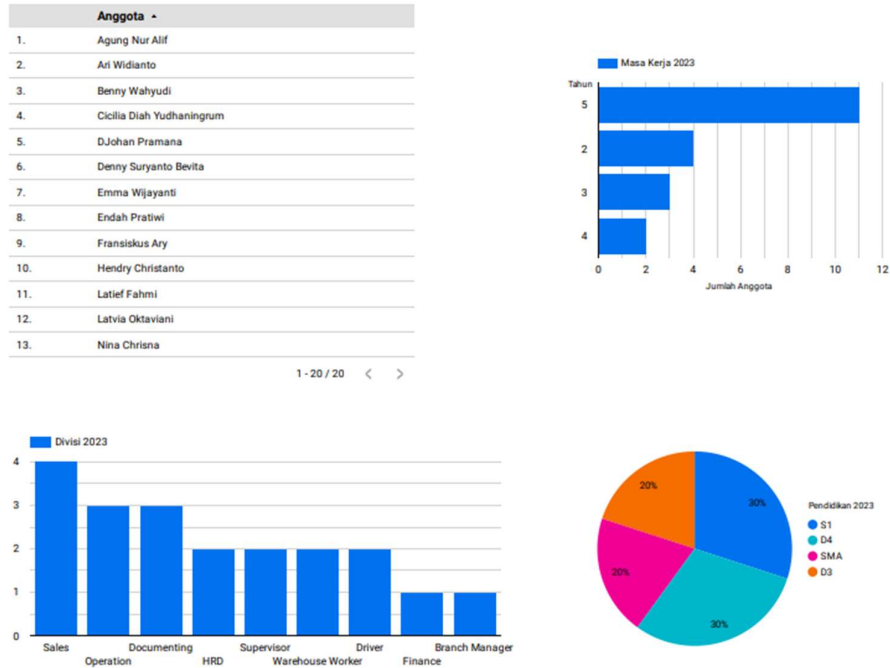 Anggota
1. Agung Nur Alif
2. Ari Widianto
3. Benny Wahyudi
4. Cicilia Diah Yudhaningrum
5. DJohan Pramana
6. Denny Suryanto Bevita
7. Emma Wijayanti
8. Endah Pratiwi
9. Fransiskus Ary
10. Hendry Christanto
11. Latief Fahmi
12. Latvia Oktaviani
13. Nina Chrisna
1 - 20 / 20
Masa Kerja 2023
Tahun
5
2
3
4
0 2 4 6 8 10 12
Jumlah Anggota
Divisi 2023
4
3
2
1
0
Sales Documenting Supervisor Driver Branch Manager
Operation HRD Warehouse Worker Finance
20% 30%
20%
30%
Pendidikan 2023
S1
D4
SMA
D3